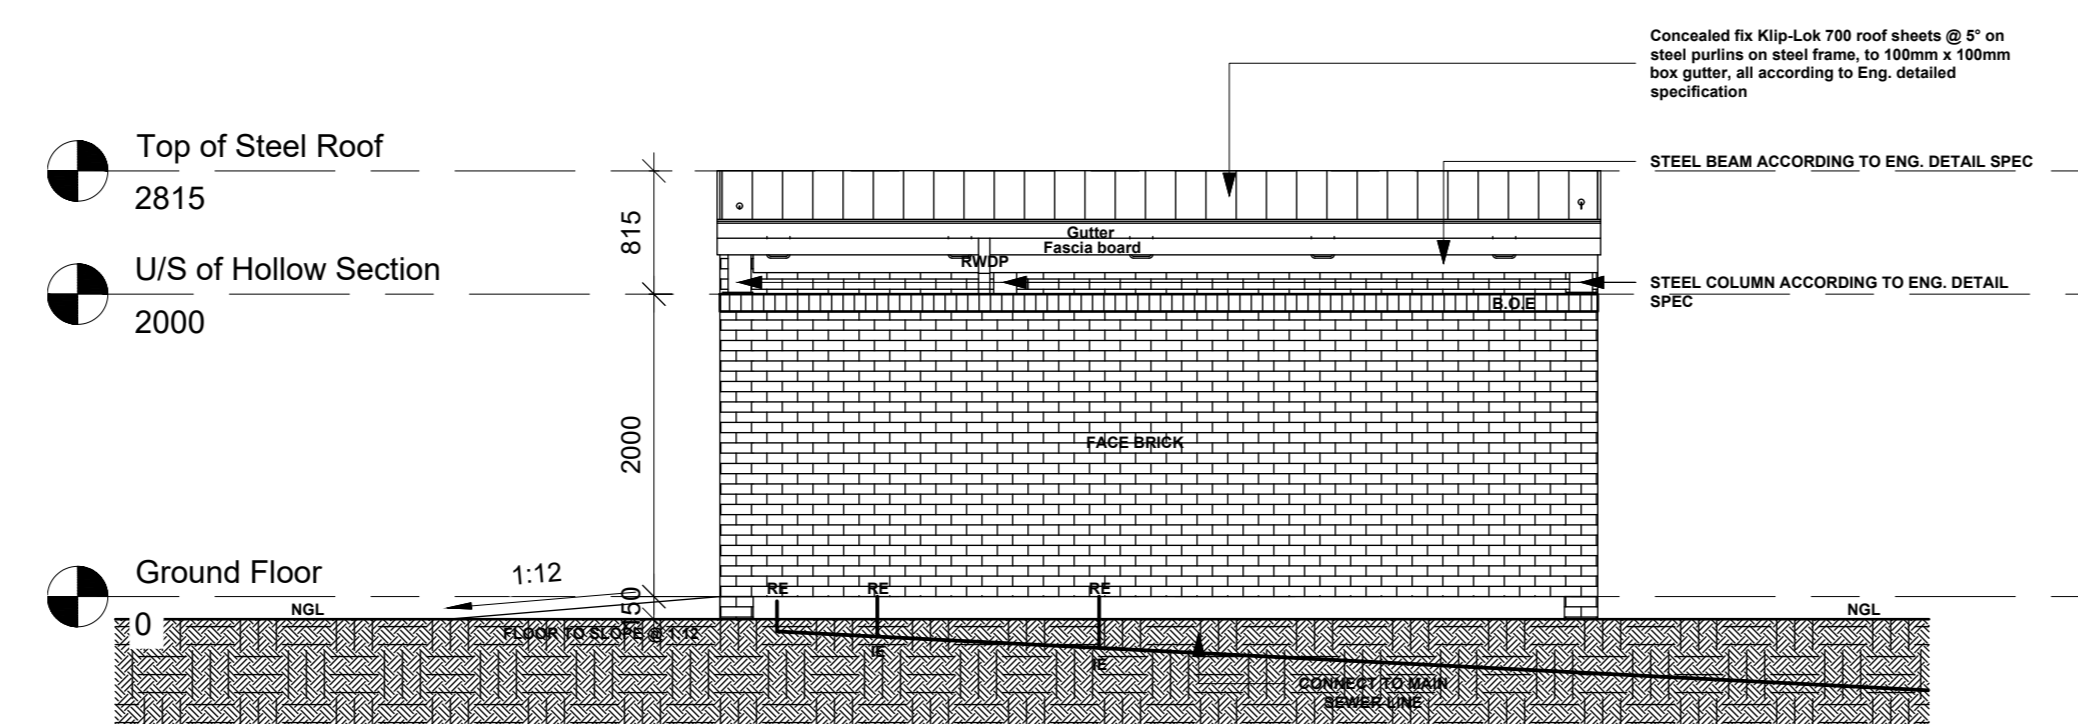 Concealed fix Klip-Lok 700 roof sheets @ 5° on
steel purlins on steel frame, to 100mm x 100mm
box gutter, all according to Eng. detailed
specification
Top of Steel Roof
2815
STEEL BEAM ACCORDING TO ENG. DETAIL SPEC
815
Gutter
Fascia board
RWDP
U/S of Hollow Section
2000
STEEL COLUMN ACCORDING TO ENG. DETAIL
SPEC
B.O.E
2000
FACE BRICK
Ground Floor
0
1:12
150
RE
RE
RE
NGL
NGL
FLOOR TO SLOPE @ 1:12
IE
IE
CONNECT TO MAIN
SEWER LINE